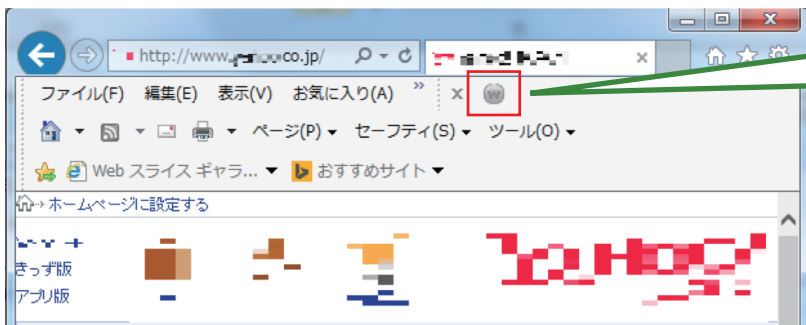 http://www. co.jp/
ファイル(F) 編集(E) 表示(V) お気に入り(A) » x w
ページ(P) セーフティ(S) ツール(O)
Web スライス ギャラ... おすすめサイト
ホームページに設定する
きっず版
アプリ版